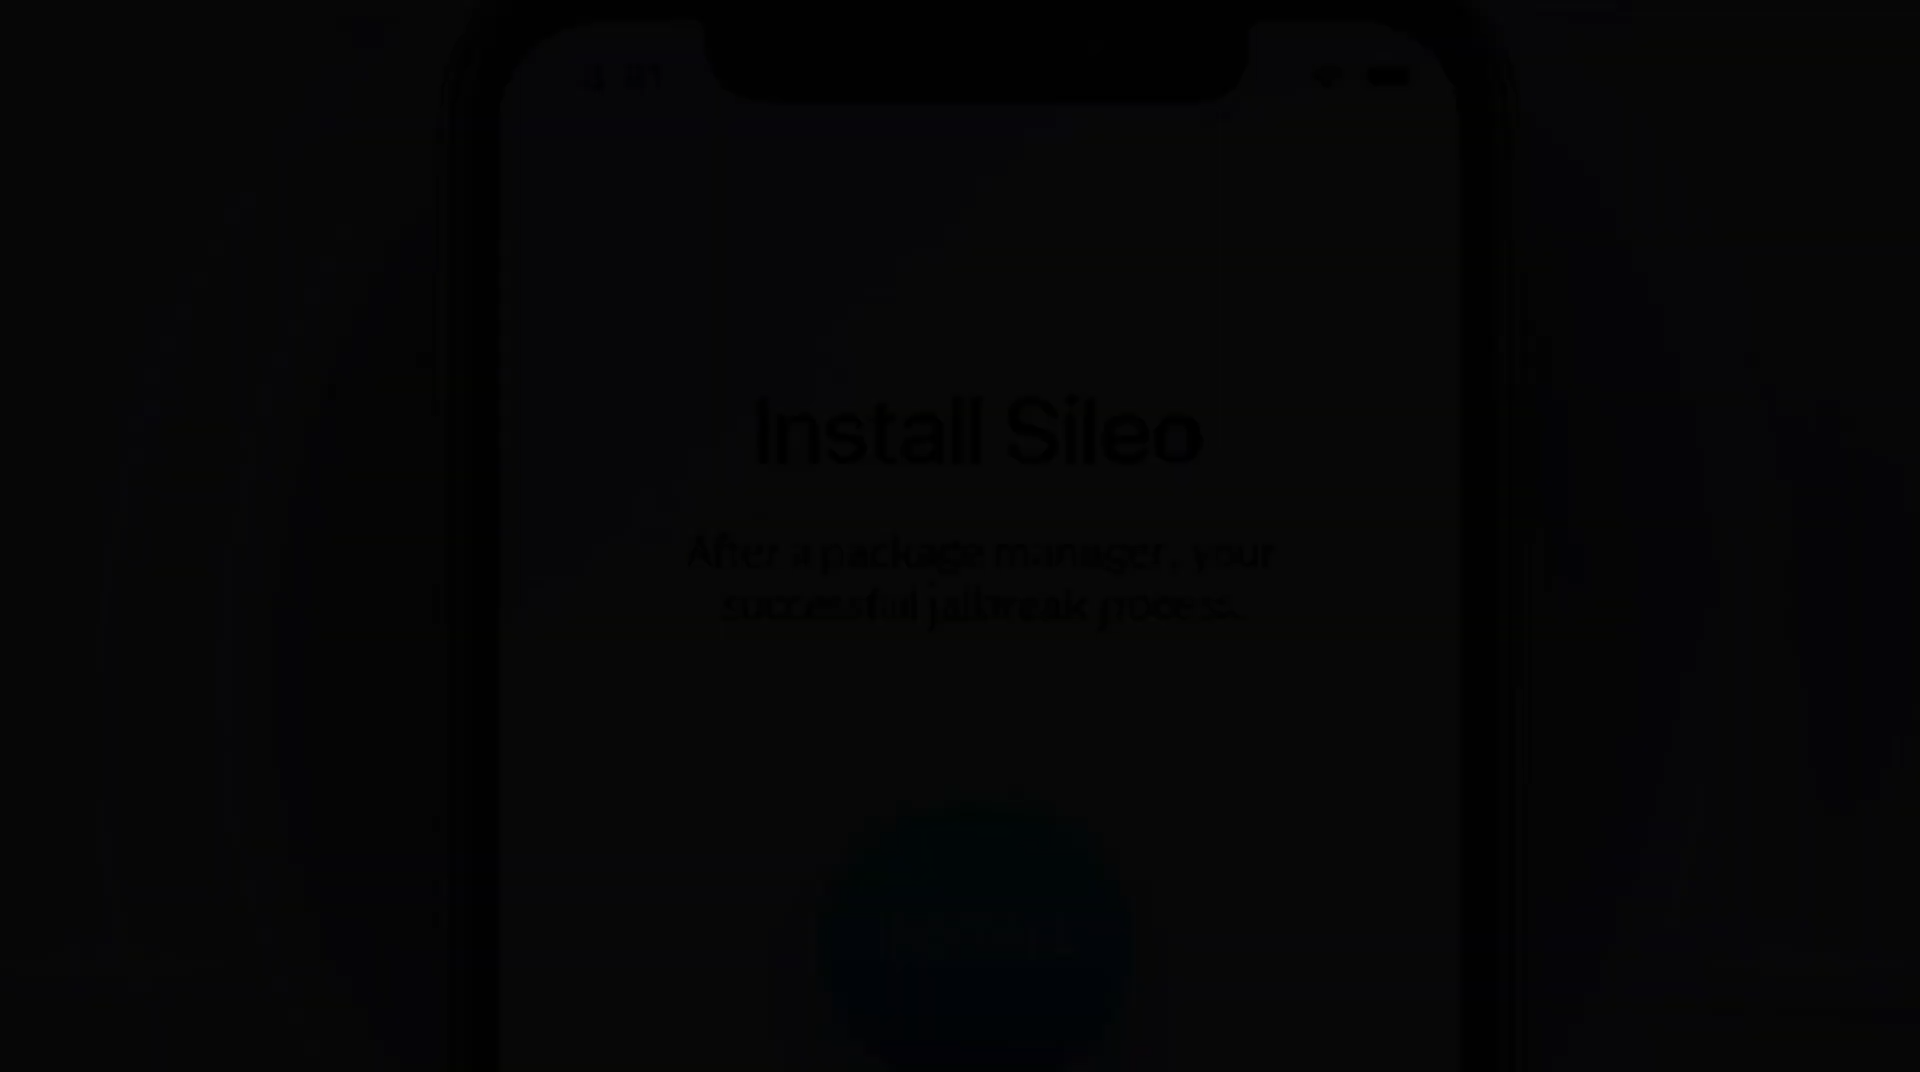 Install Sileo
After a package manager, your
successful jailbreak process.